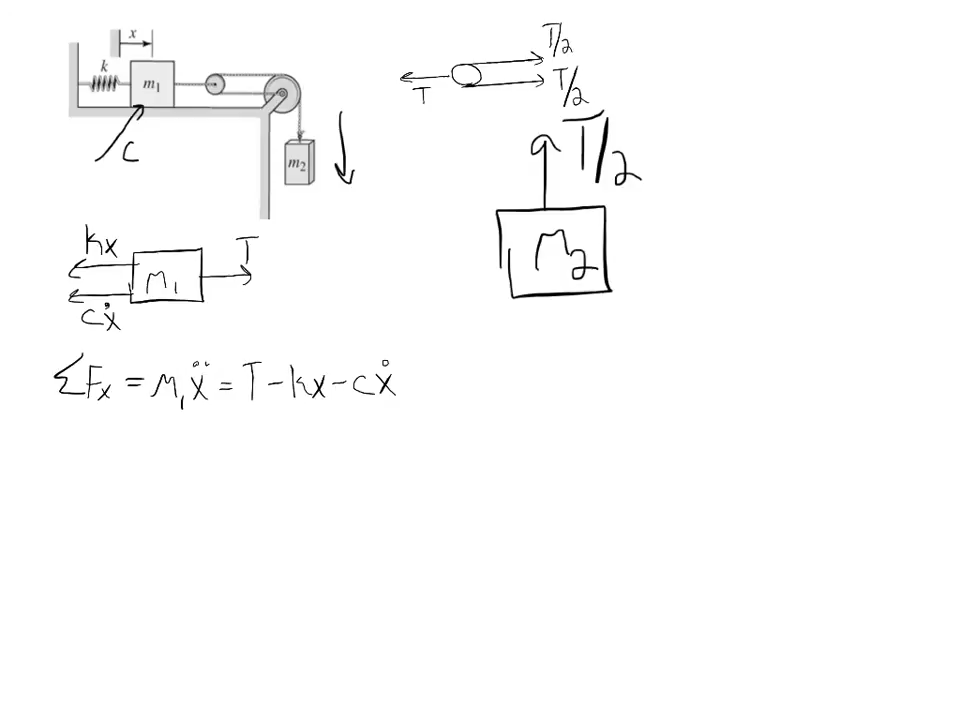 x
k
m₁
m₂
C
T/2
T
T/2
T/2
M₂
kx
T
M₁
cẋ
ΣFx = M₁ẍ = T - kx - cẋ